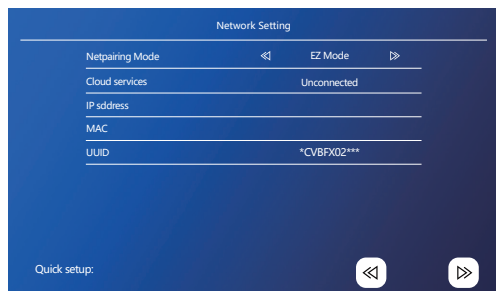 Network Setting
Netpairing Mode EZ Mode
Cloud services Unconnected
IP sddress
MAC
UUID *CVBFX02***
Quick setup: